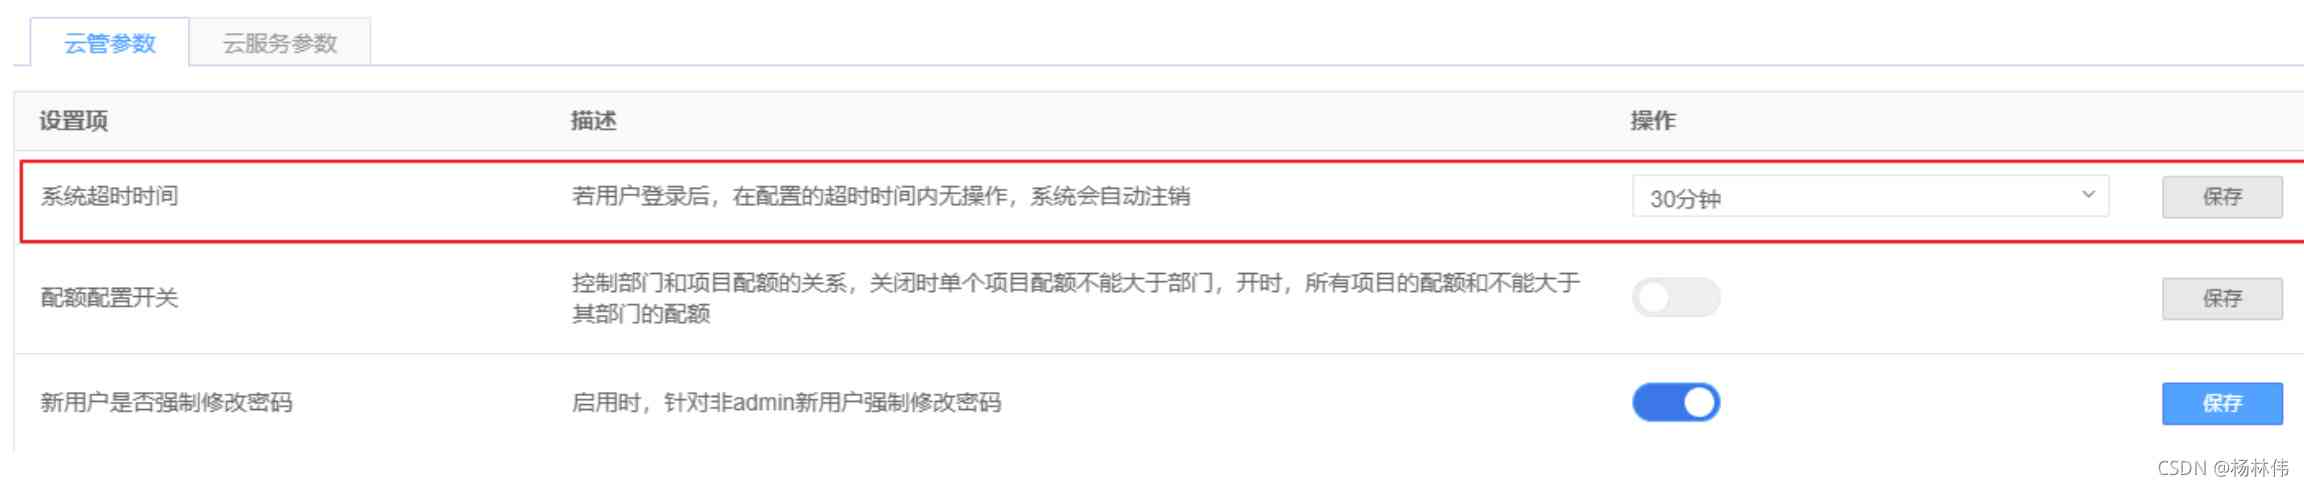 云管参数 云服务参数
设置项 描述 操作
系统超时时间 若用户登录后，在配置的超时时间内无操作，系统会自动注销 30分钟 保存
配额配置开关 控制部门和项目配额的关系，关闭时单个项目配额不能大于部门，开时，所有项目的配额和不能大于 保存
其部门的配额
新用户是否强制修改密码 启用时，针对非admin新用户强制修改密码 保存
CSDN @杨林伟